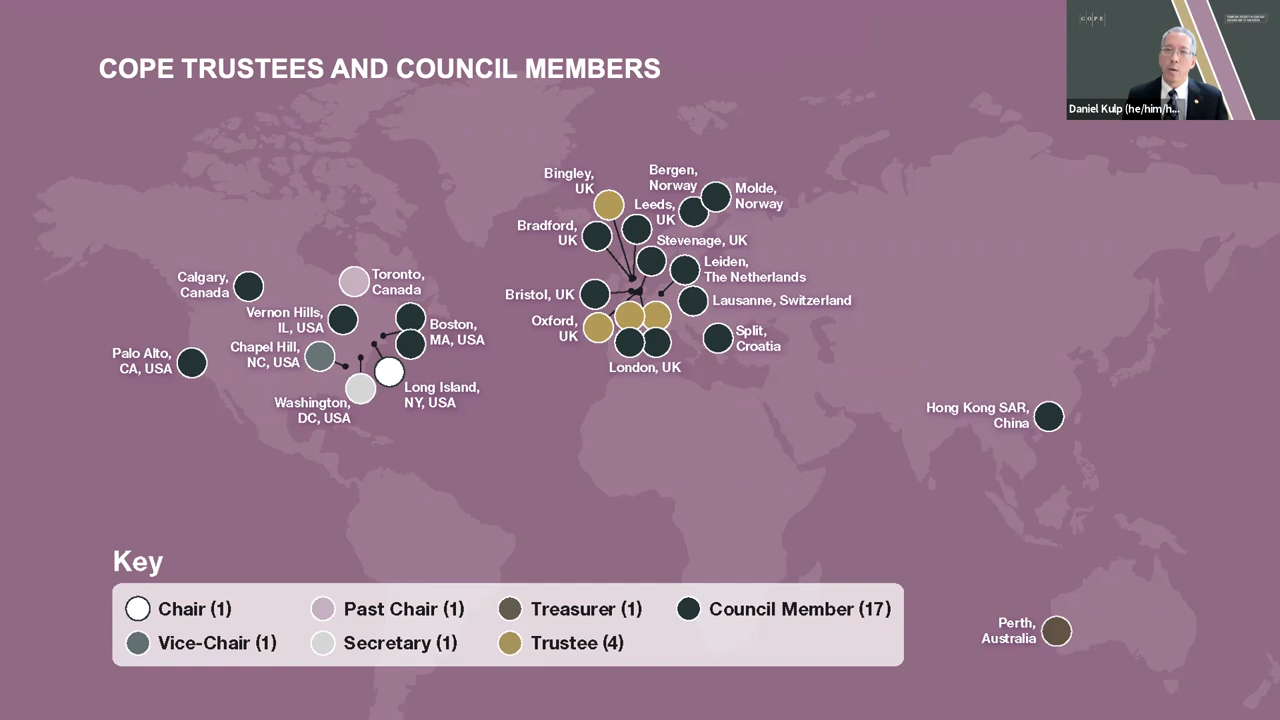 COPE TRUSTEES AND COUNCIL MEMBERS
COPE
Daniel Kulp (he/him/h...
Bingley,
UK
Bergen,
Norway
Molde,
Norway
Leeds,
UK
Bradford,
UK
Stevenage, UK
Leiden,
The Netherlands
Bristol, UK
Lausanne, Switzerland
Oxford,
UK
Split,
Croatia
London, UK
Calgary,
Canada
Toronto,
Canada
Vernon Hills,
IL, USA
Boston,
MA, USA
Chapel Hill,
NC, USA
Palo Alto,
CA, USA
Long Island,
NY, USA
Washington,
DC, USA
Hong Kong SAR,
China
Perth,
Australia
Key
Chair (1)
Past Chair (1)
Treasurer (1)
Council Member (17)
Vice-Chair (1)
Secretary (1)
Trustee (4)